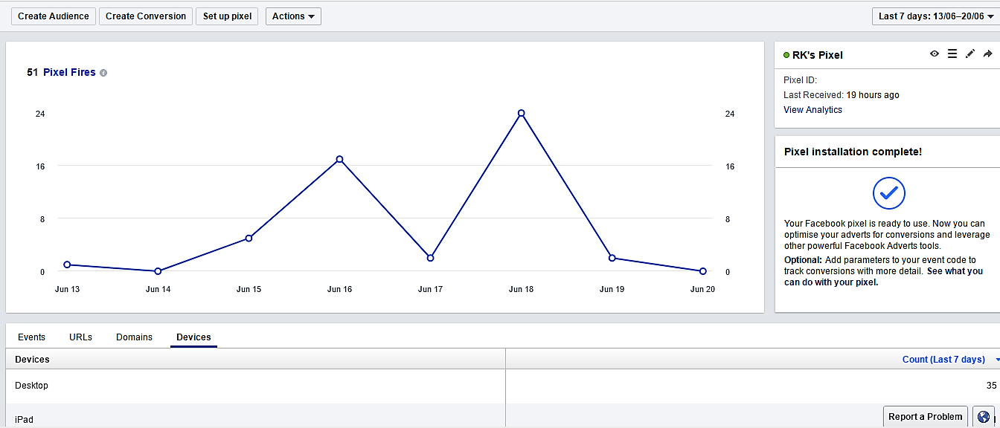 Create Audience
Create Conversion
Set up pixel
Actions
Last 7 days: 13/06–20/06
51 Pixel Fires
24
16
8
0
24
16
8
0
Jun 13
Jun 14
Jun 15
Jun 16
Jun 17
Jun 18
Jun 19
Jun 20
RK's Pixel
Pixel ID:
Last Received: 19 hours ago
View Analytics
Pixel installation complete!
Your Facebook pixel is ready to use. Now you can
optimise your adverts for conversions and leverage
other powerful Facebook Adverts tools.
Optional: Add parameters to your event code to
track conversions with more detail. See what you
can do with your pixel.
Events
URLs
Domains
Devices
Devices
Count (Last 7 days)
Desktop
35
iPad
Report a Problem